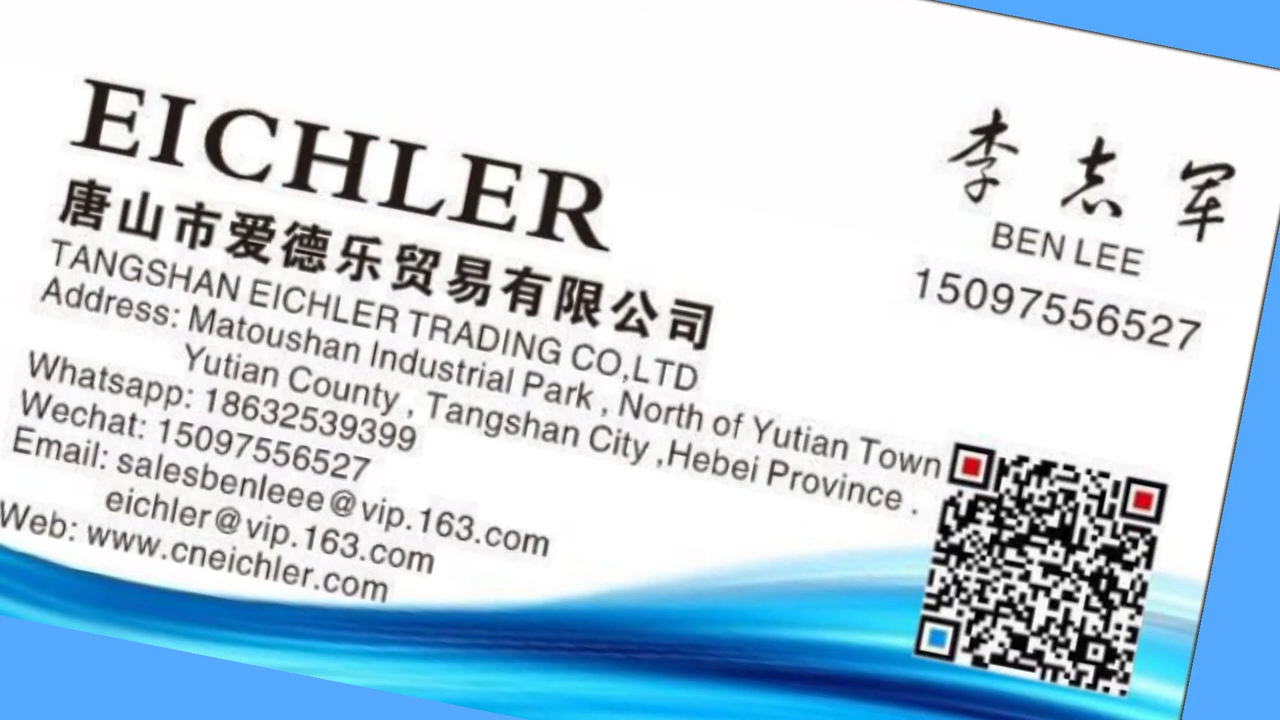 EICHLER
唐山市爱德乐贸易有限公司
TANGSHAN EICHLER TRADING CO,LTD
Address: Matoushan Industrial Park , North of Yutian Town
Yutian County , Tangshan City ,Hebei Province .
Whatsapp: 18632539399
Wechat: 15097556527
Email: salesbenleee@vip.163.com
eichler@vip.163.com
Web: www.cneichler.com
李志军
BEN LEE
15097556527